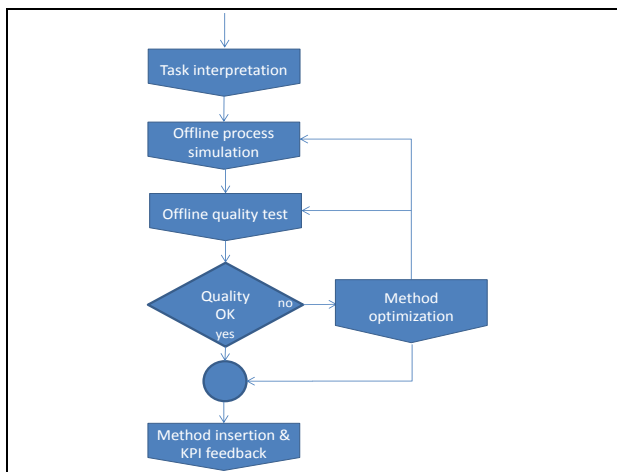 Task interpretation
Offline process
simulation
Offline quality test
Quality
OK
no
yes
Method
optimization
Method insertion &
KPI feedback